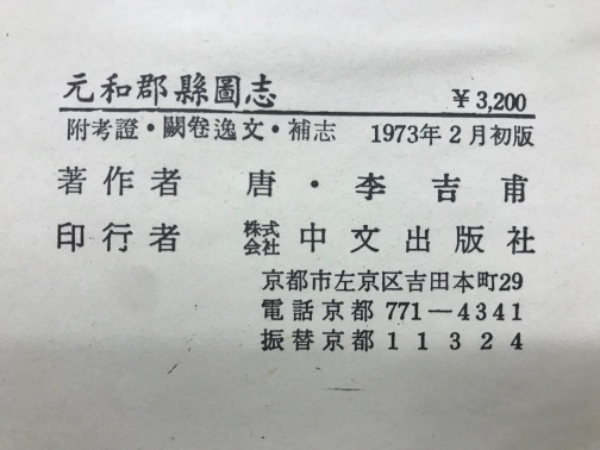 元和郡縣圖志 ¥3,200
附考證・闕卷逸文・補志 1973年2月初版
著作者 唐・李吉甫
印行者 株式会社 中文出版社
京都市左京区吉田本町29
電話京都 771―4341
振替京都 11324